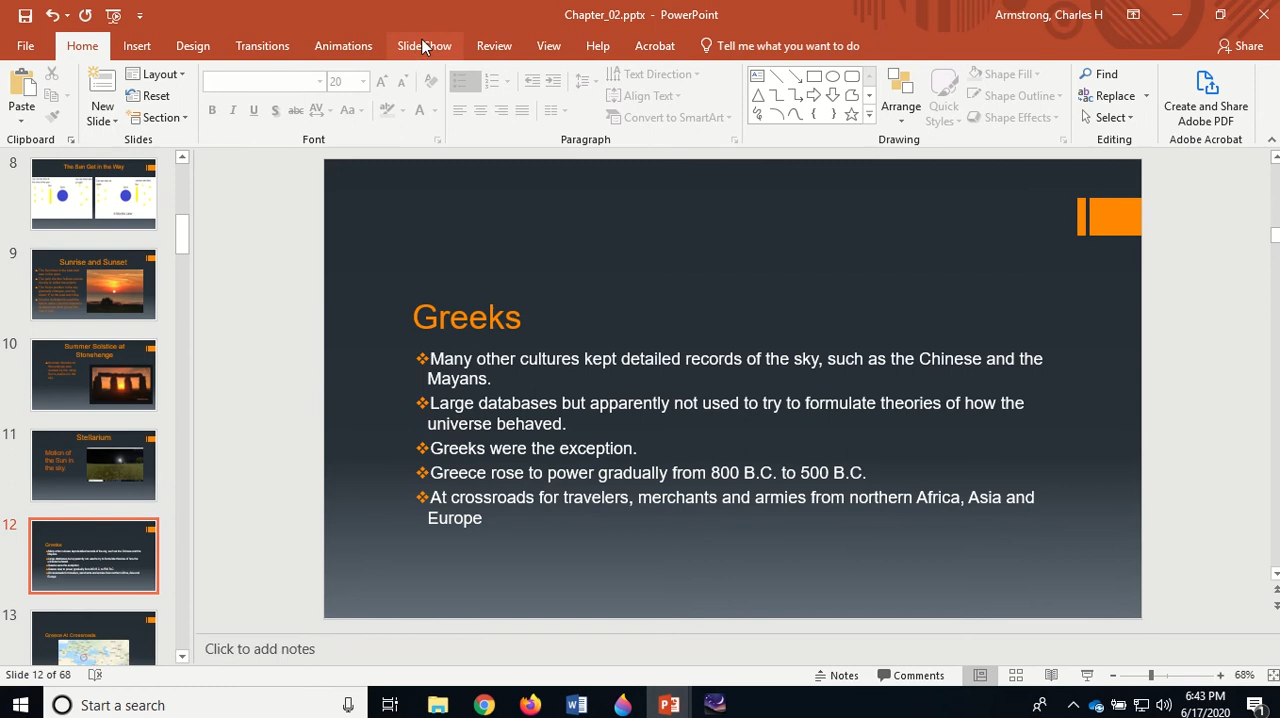 Chapter_02.pptx - PowerPoint
Armstrong, Charles H
File Home Insert Design Transitions Animations Slide Show Review View Help Acrobat Tell me what you want to do Share
Paste
New
Slide
Layout
Reset
Section
20
B I U S abc AV Aa A
Text Direction
Align Text
Convert to SmartArt
Arrange
Quick
Styles
Shape Fill
Shape Outline
Shape Effects
Find
Replace
Select
Create and Share
Adobe PDF
Clipboard Slides Font Paragraph Drawing Editing Adobe Acrobat
8
The Sun Get in the Way
9
Sunrise and Sunset
10
Summer Solstice at
Stonehenge
11
Stellarium
Motion of
the Sun in
the sky
12
Greeks
13
Greece At Crossroads
Greeks
Many other cultures kept detailed records of the sky, such as the Chinese and the
Mayans.
Large databases but apparently not used to try to formulate theories of how the
universe behaved.
Greeks were the exception.
Greece rose to power gradually from 800 B.C. to 500 B.C.
At crossroads for travelers, merchants and armies from northern Africa, Asia and
Europe
Click to add notes
Slide 12 of 68
Notes Comments 68%
Start a search
6:43 PM
6/17/2020